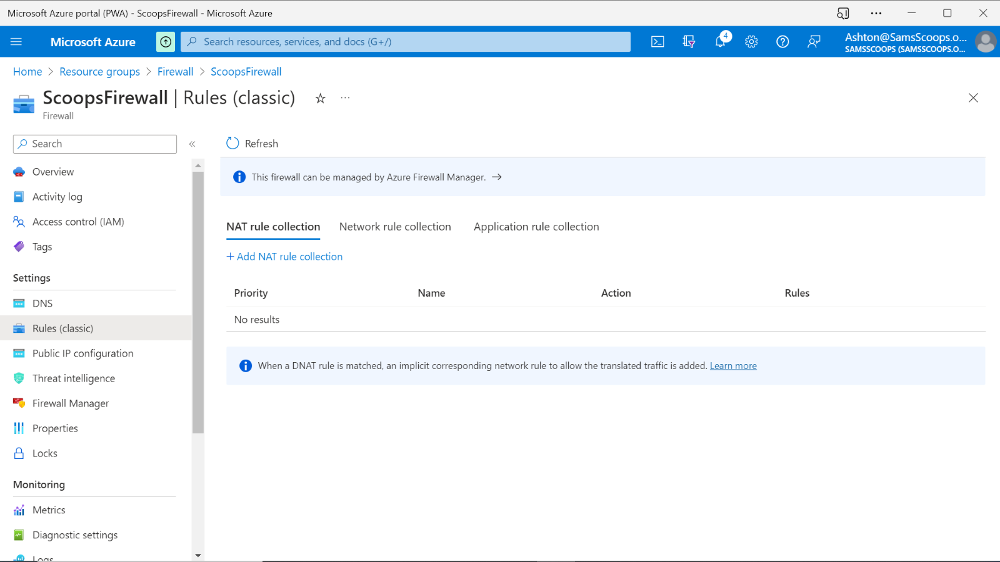 Microsoft Azure portal (PWA) - ScoopsFirewall - Microsoft Azure
Microsoft Azure
Search resources, services, and docs (G+/)
4
Ashton@SamsScoops.o...
SAMSSCOOPS (SAMSSCOOPS.O...
Home > Resource groups > Firewall > ScoopsFirewall
ScoopsFirewall | Rules (classic)
Firewall
Search
Refresh
Overview
Activity log
Access control (IAM)
Tags
Settings
DNS
Rules (classic)
Public IP configuration
Threat intelligence
Firewall Manager
Properties
Locks
Monitoring
Metrics
Diagnostic settings
Logs
This firewall can be managed by Azure Firewall Manager. →
NAT rule collection Network rule collection Application rule collection
+ Add NAT rule collection
Priority Name Action Rules
No results
When a DNAT rule is matched, an implicit corresponding network rule to allow the translated traffic is added. Learn more